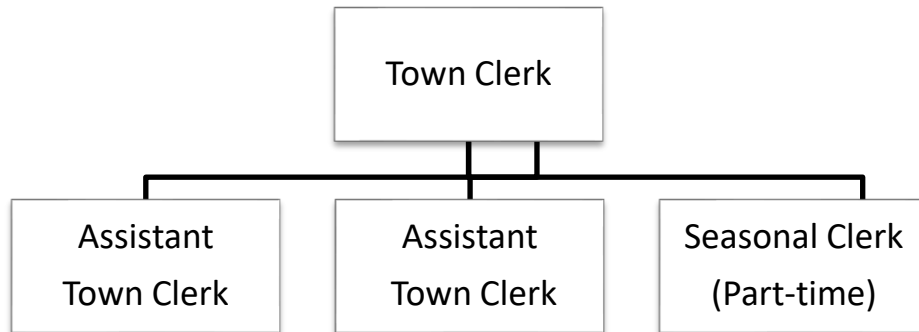 Town Clerk
Assistant
Town Clerk
Assistant
Town Clerk
Seasonal Clerk
(Part-time)